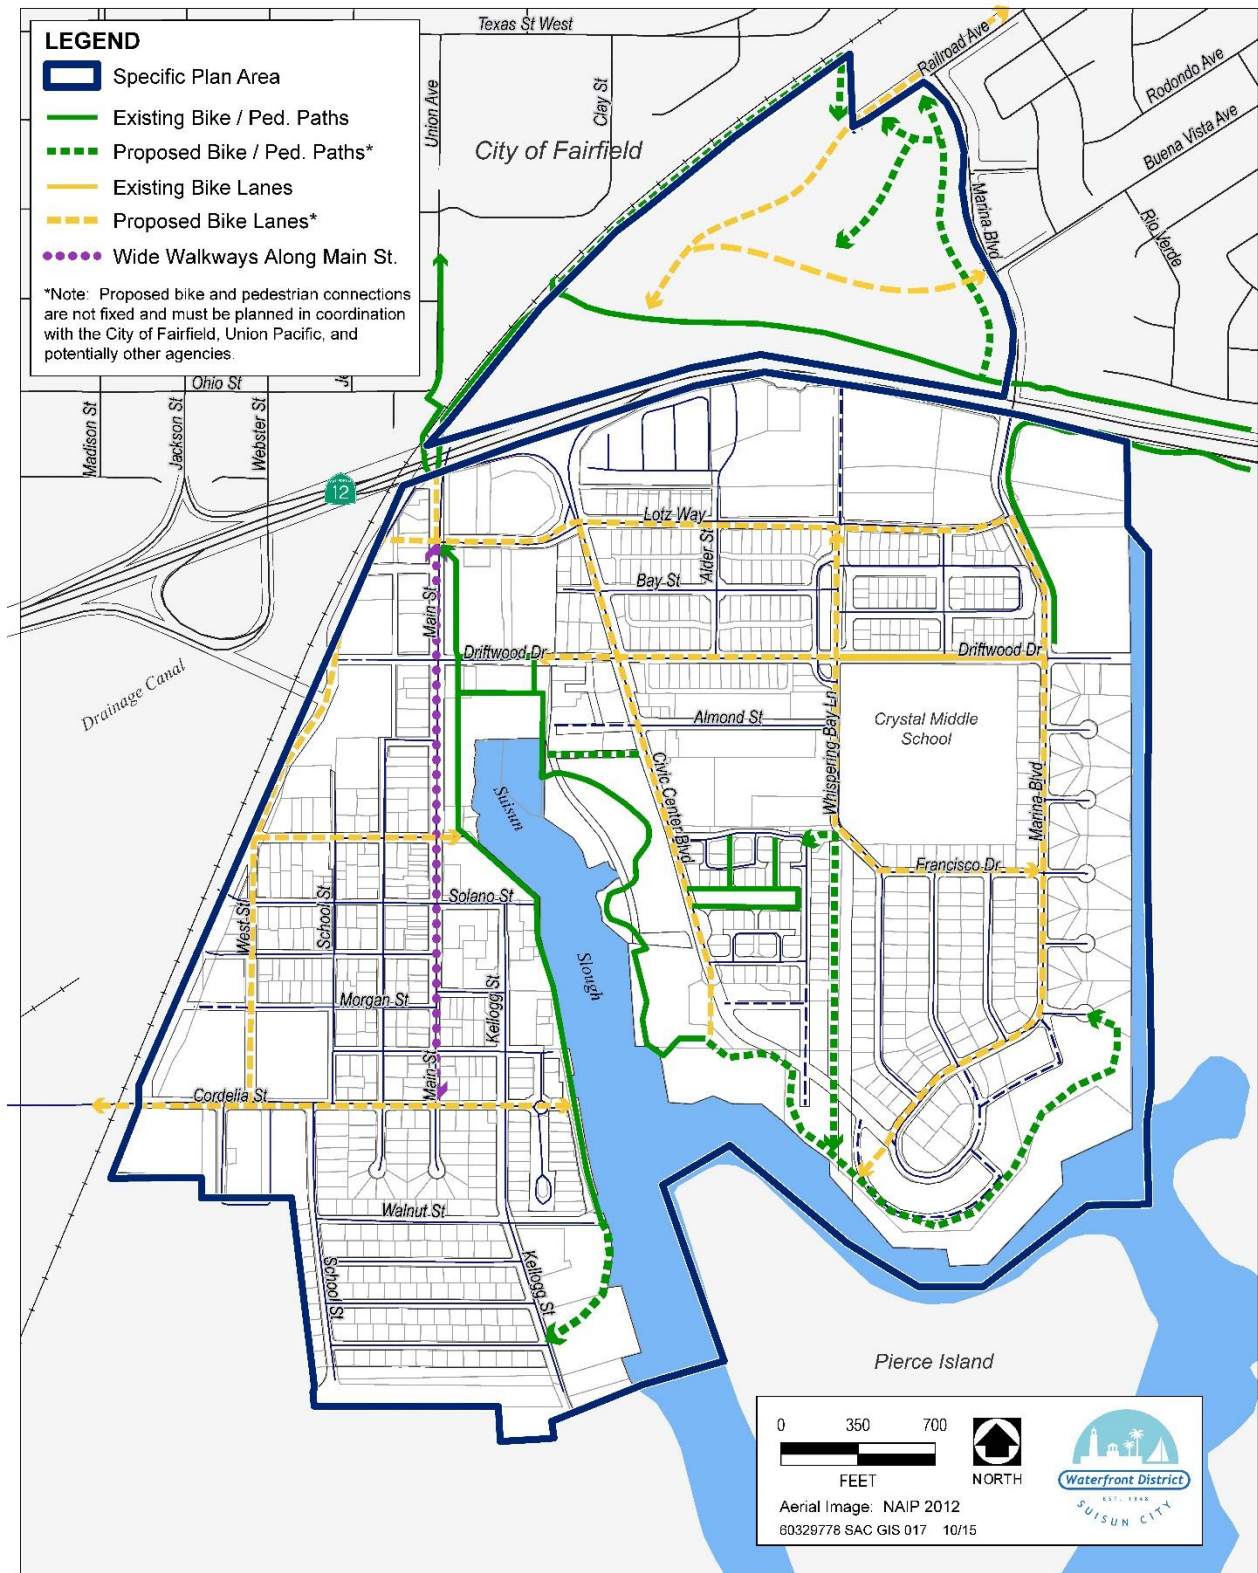 LEGEND
Specific Plan Area
Existing Bike / Ped. Paths
Proposed Bike / Ped. Paths*
Existing Bike Lanes
Proposed Bike Lanes*
Wide Walkways Along Main St.
*Note: Proposed bike and pedestrian connections
are not fixed and must be planned in coordination
with the City of Fairfield, Union Pacific, and
potentially other agencies.
Texas St West
Union Ave
Clay St
City of Fairfield
Railroad Ave
Rodondo Ave
Buena Vista Ave
Marina Blvd
Rio Verde
Ohio St
Madison St
Jackson St
Webster St
12
Lotz Way
Alder St
Bay St
Main St
Driftwood Dr
Driftwood Dr
Drainage Canal
Almond St
Whispering Bay Ln
Crystal Middle
School
Civic Center Blvd
Marina Blvd
Suisun
Slough
Francisco Dr
Solano St
West St
School St
Morgan St
Kellogg St
Main St
Cordelia St
Walnut St
School St
Kellogg St
Pierce Island
0 350 700
FEET
NORTH
Aerial Image: NAIP 2012
60329778 SAC GIS 017 10/15
Waterfront District
EST. 1868
SUISUN CITY